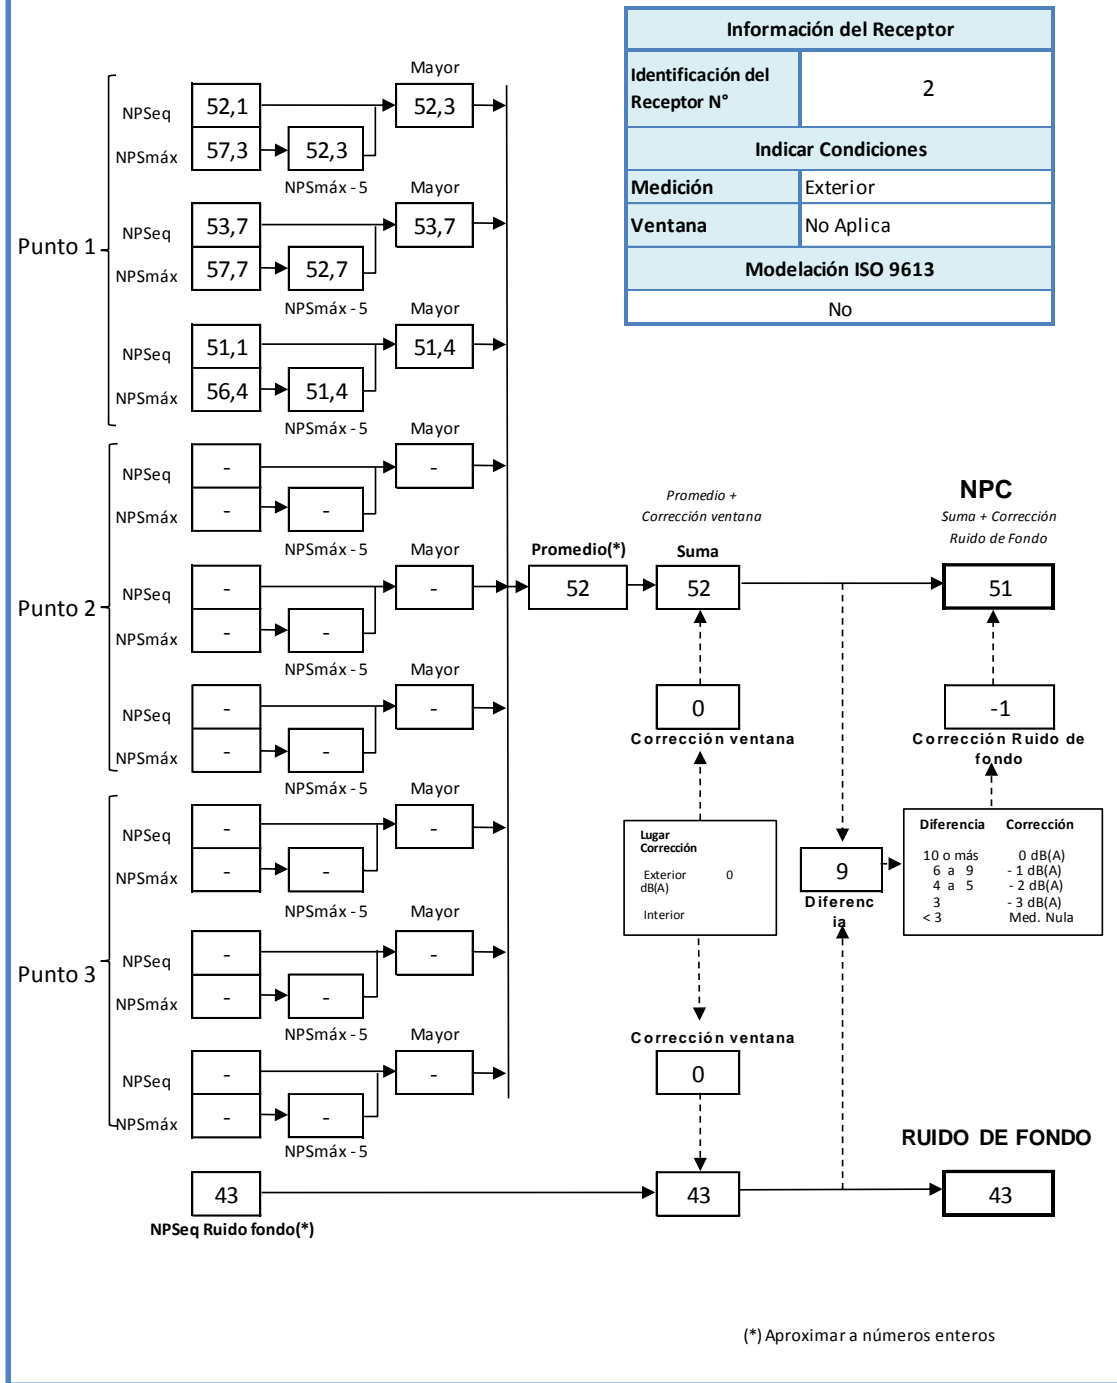 Información del Receptor
Identificación del
Receptor N°
2
Indicar Condiciones
Medición
Exterior
Ventana
No Aplica
Modelación ISO 9613
No
Punto 1
Mayor
NPSeq
52,1
52,3
NPSmáx
57,3
52,3
NPSmáx - 5
Mayor
NPSeq
53,7
53,7
NPSmáx
57,7
52,7
NPSmáx - 5
Mayor
NPSeq
51,1
51,4
NPSmáx
56,4
51,4
NPSmáx - 5
Punto 2
Mayor
NPSeq
-
-
NPSmáx
-
-
NPSmáx - 5
Mayor
NPSeq
-
-
NPSmáx
-
-
NPSmáx - 5
Mayor
NPSeq
-
-
NPSmáx
-
-
NPSmáx - 5
Punto 3
Mayor
NPSeq
-
-
NPSmáx
-
-
NPSmáx - 5
Mayor
NPSeq
-
-
NPSmáx
-
-
NPSmáx - 5
Mayor
NPSeq
-
-
NPSmáx
-
-
NPSmáx - 5
43
NPSeq Ruido fondo(*)
Promedio(*)
52
Promedio +
Corrección ventana
Suma
52
0
Corrección ventana
Lugar
Corrección
Exterior 0
dB(A)
Interior
Corrección ventana
0
43
9
Diferenc
ia
NPC
Suma + Corrección
Ruido de Fondo
51
-1
Corrección Ruido de
fondo
Diferencia Corrección
10 o más 0 dB(A)
6 a 9 - 1 dB(A)
4 a 5 - 2 dB(A)
3 - 3 dB(A)
< 3 Med. Nula
RUIDO DE FONDO
43
(*) Aproximar a números enteros